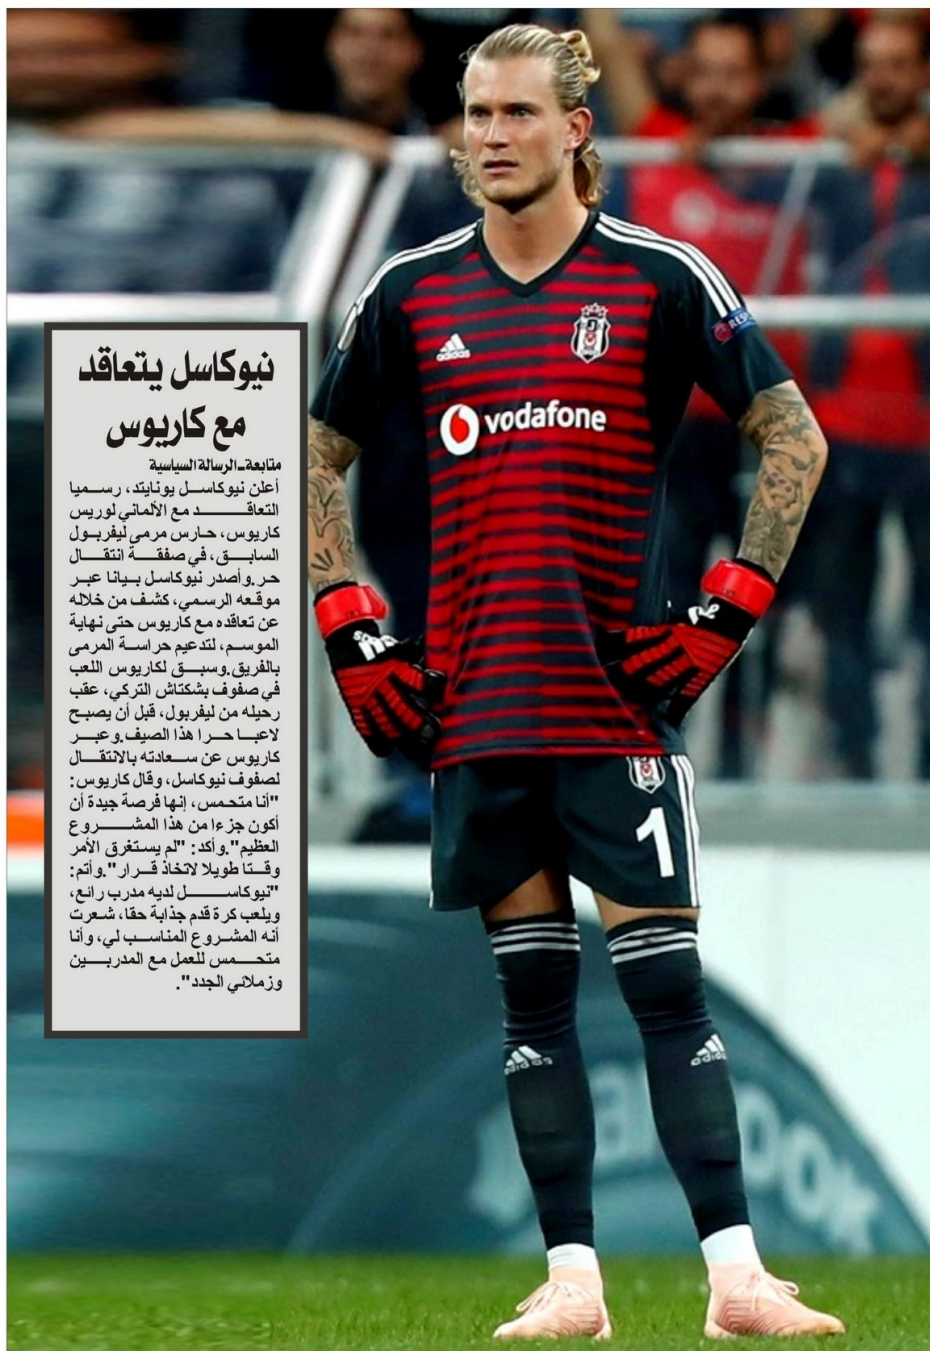 نيوكاسل يتعاقد
مع كاريوس
متابعة-الرسالة السياسية
أعلن نيوكاسل يونايتد، رسميا
التعاقد مع الألماني لوريس
كاريوس، حارس مرمى ليفربول
السابق، في صفقة انتقال
حر.وأصدر نيوكاسل بيانا عبر
موقعه الرسمي، كشف من خلاله
عن تعاقده مع كاريوس حتى نهاية
الموسم، لتدعيم حراسة المرمى
بالفريق.وسبق لكاريوس اللعب
في صفوف بشكتاش التركي، عقب
رحيله من ليفربول، قبل أن يصبح
لاعبا حرا هذا الصيف.وعبر
كاريوس عن سعادته بالانتقال
لصفوف نيوكاسل، وقال كاريوس:
"أنا متحمس، إنها فرصة جيدة أن
أكون جزءا من هذا المشروع
العظيم".وأكد: "لم يستغرق الأمر
وقتا طويلا لاتخاذ قرار".وأتم:
"نيوكاسل لديه مدرب رائع،
ويلعب كرة قدم جذابة حقا، شعرت
أنه المشروع المناسب لي، وأنا
متحمس للعمل مع المدربين
وزملائي الجدد".
adidas
vodafone
1
adidas
adidas